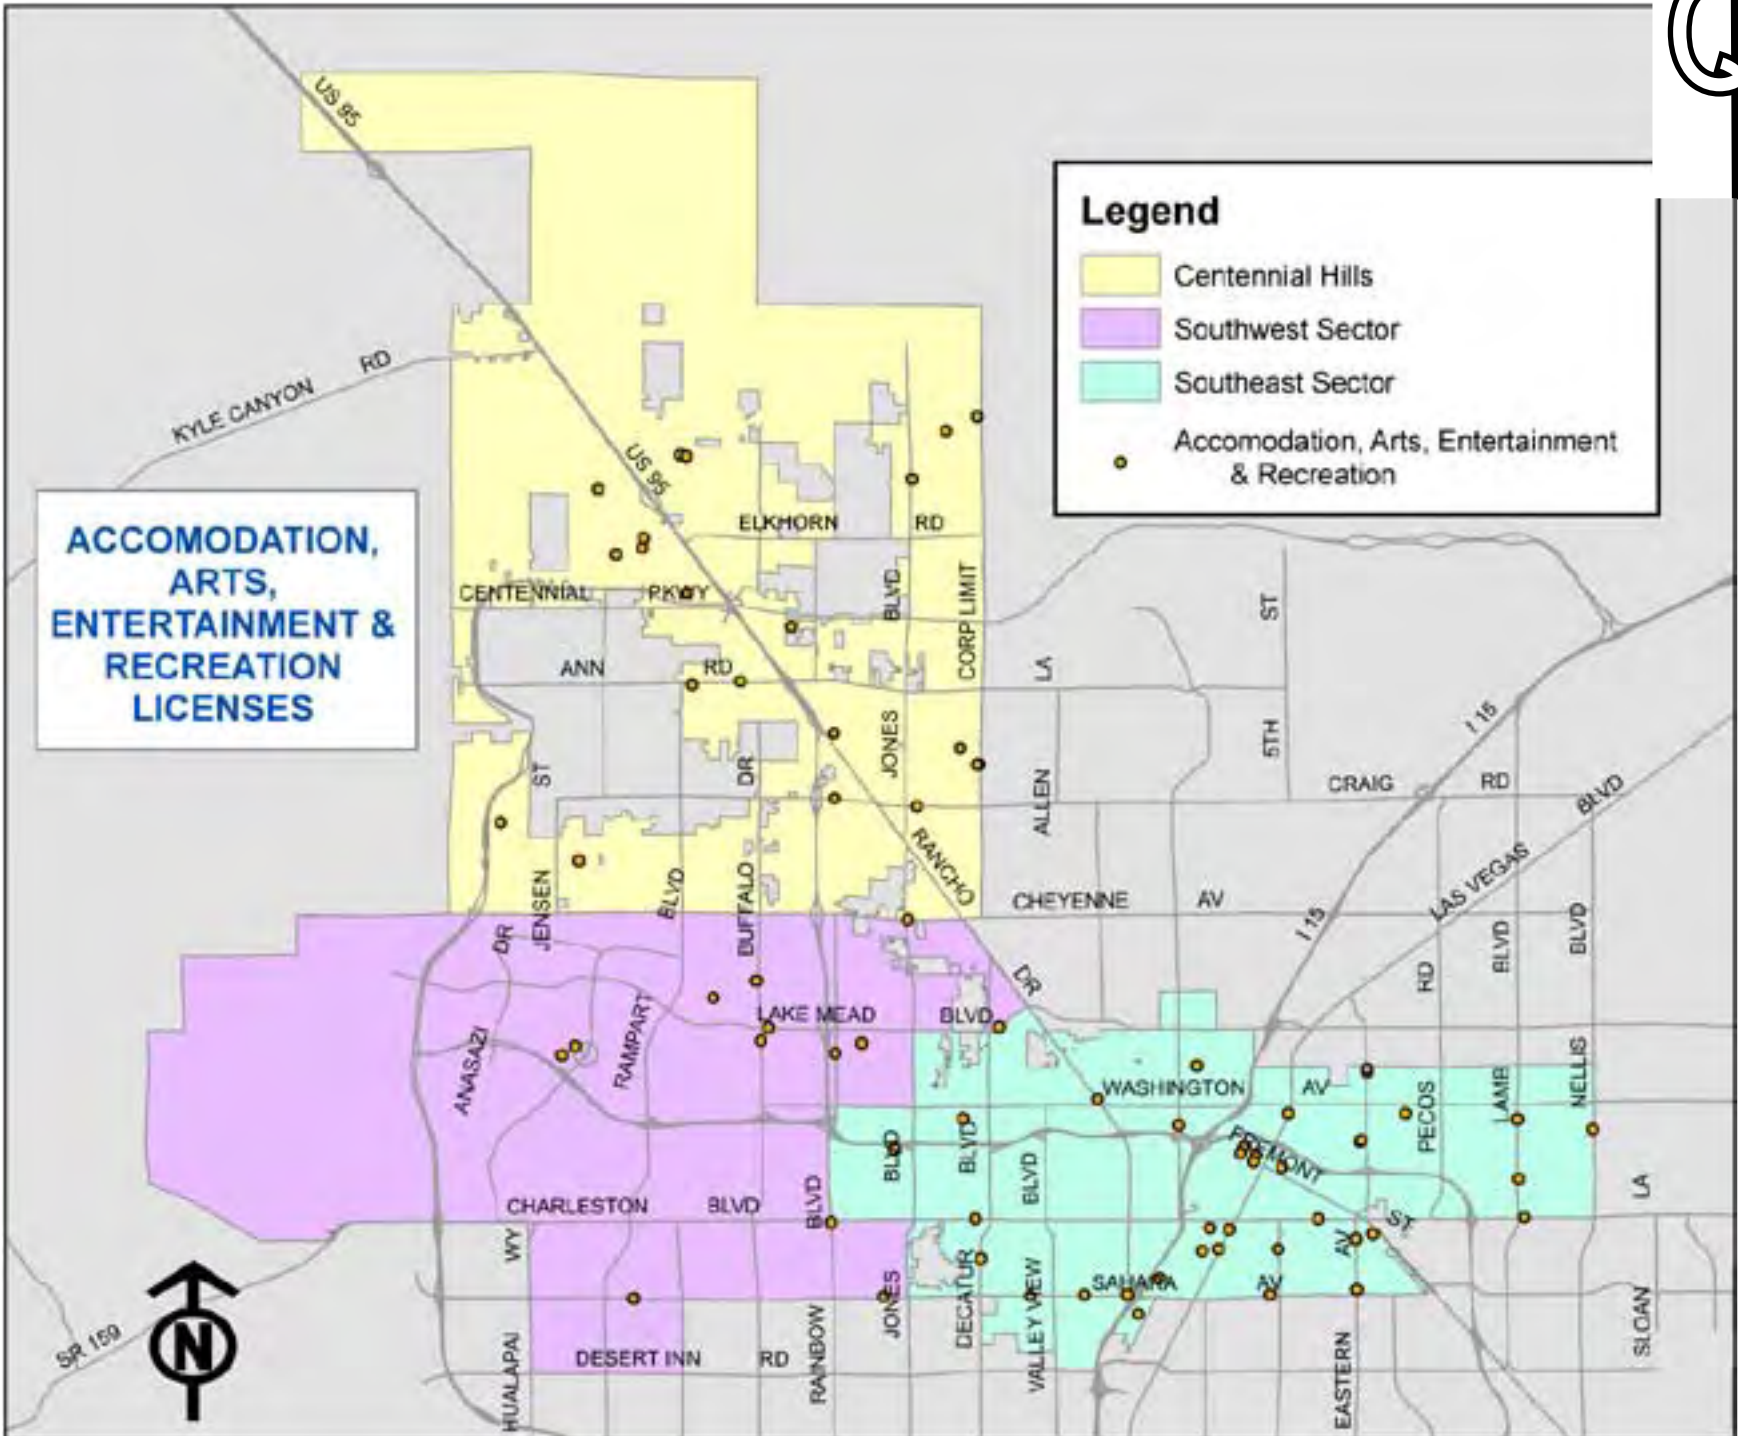 Q
US 95
Legend
Centennial Hills
Southwest Sector
Southeast Sector
Accomodation, Arts, Entertainment
& Recreation
KYLE CANYON RD
US 95
ACCOMODATION,
ARTS,
ENTERTAINMENT &
RECREATION
LICENSES
ELKHORN RD
CENTENNIAL PKWY
BLVD
CORP LIMIT
ST
ANN RD
LA
JONES
5TH
I 15
ST
DR
ALLEN
CRAIG RD
BLVD
RANCHO
JENSEN
BLVD
BUFFALO
CHEYENNE AV
LAS VEGAS
I 15
DR
DR
RD
BLVD
BLVD
RAMPART
LAKE MEAD BLVD
ANASAZI
WASHINGTON AV
PECOS
LAMB
NELLIS
BLVD
BLVD
BLVD
FREMONT
CHARLESTON BLVD
BLVD
ST
LA
WY
AV
JONES
DECATUR
VALLEY VIEW
SAHARA AV
SLOAN
SR 159
N
HUALAPAI
DESERT INN RD
RAINBOW
EASTERN